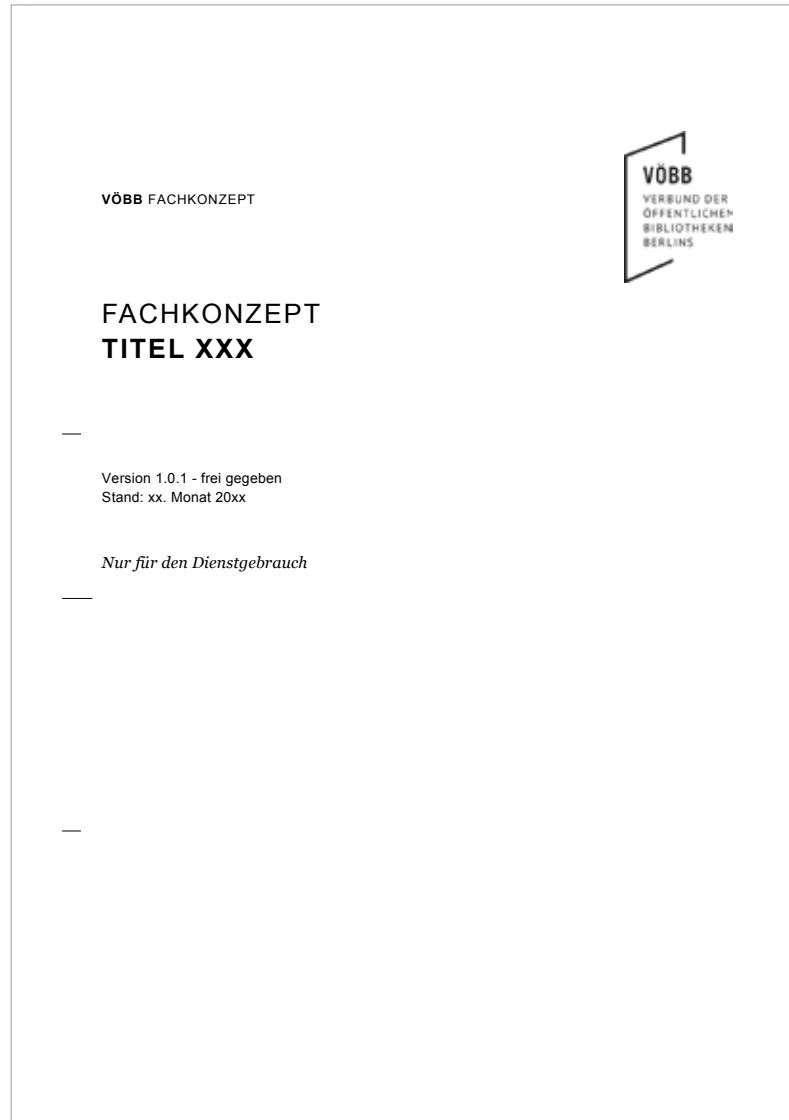 VÖBB FACHKONZEPT
VÖBB
VERBUND DER
ÖFFENTLICHEN
BIBLIOTHEKEN
BERLINS
FACHKONZEPT
TITEL XXX
Version 1.0.1 - frei gegeben
Stand: xx. Monat 20xx
Nur für den Dienstgebrauch